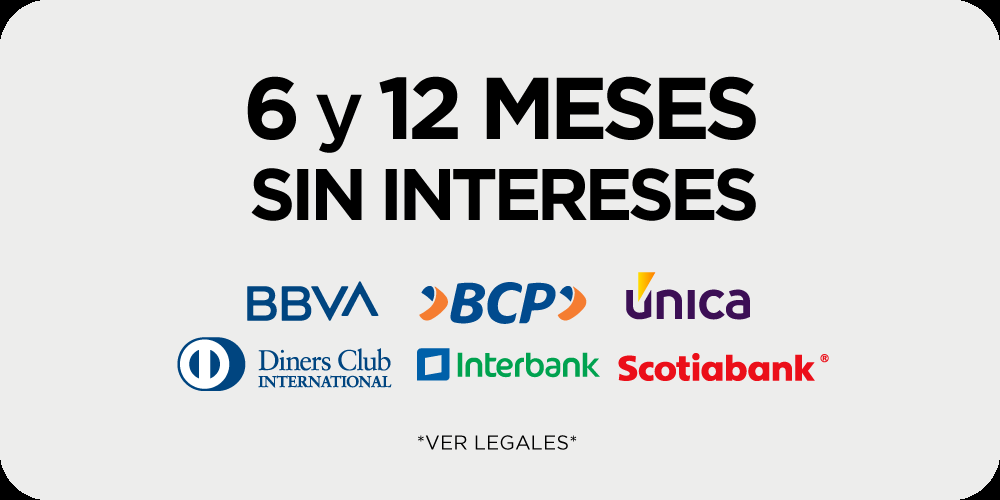 6 y 12 MESES
SIN INTERESES
BBVA BCP única
Diners Club Interbank Scotiabank®
INTERNATIONAL
*VER LEGALES*